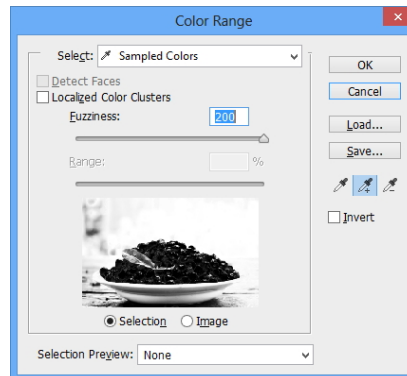 Color Range
Select: Sampled Colors
Detect Faces
Localized Color Clusters
Fuzziness: 200
Range: %
Selection Image
Selection Preview: None
OK
Cancel
Load...
Save...
Invert